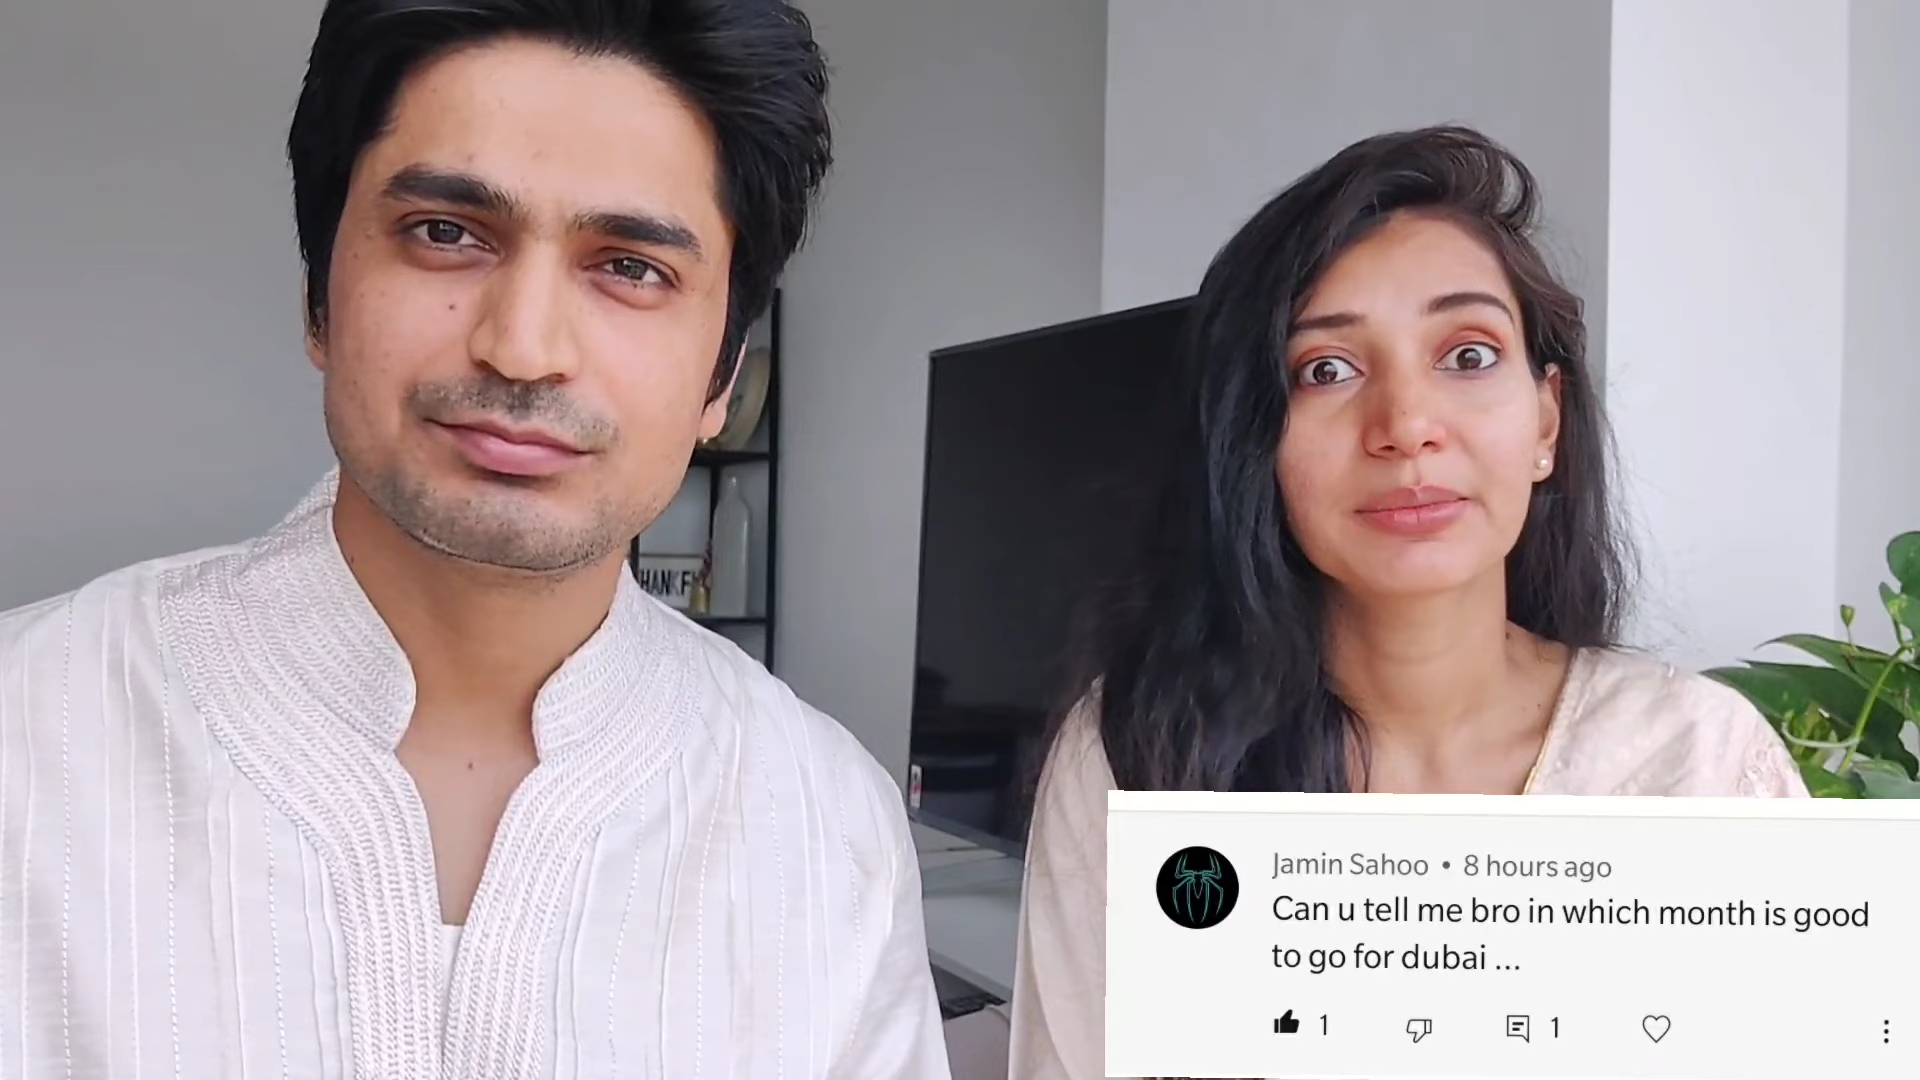 HANKF
Jamin Sahoo • 8 hours ago
Can u tell me bro in which month is good
to go for dubai ...
1
1